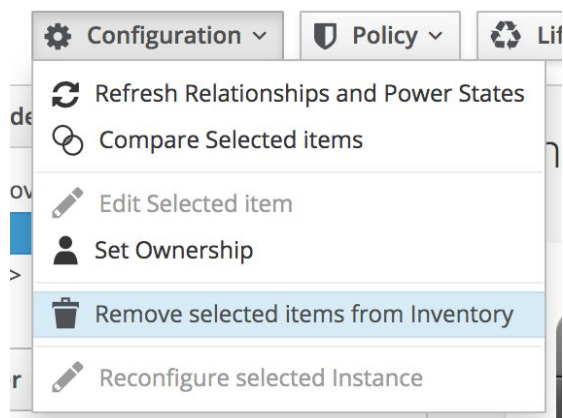 Configuration
Policy
Refresh Relationships and Power States
Compare Selected items
Edit Selected item
Set Ownership
>
Remove selected items from Inventory
Reconfigure selected Instance